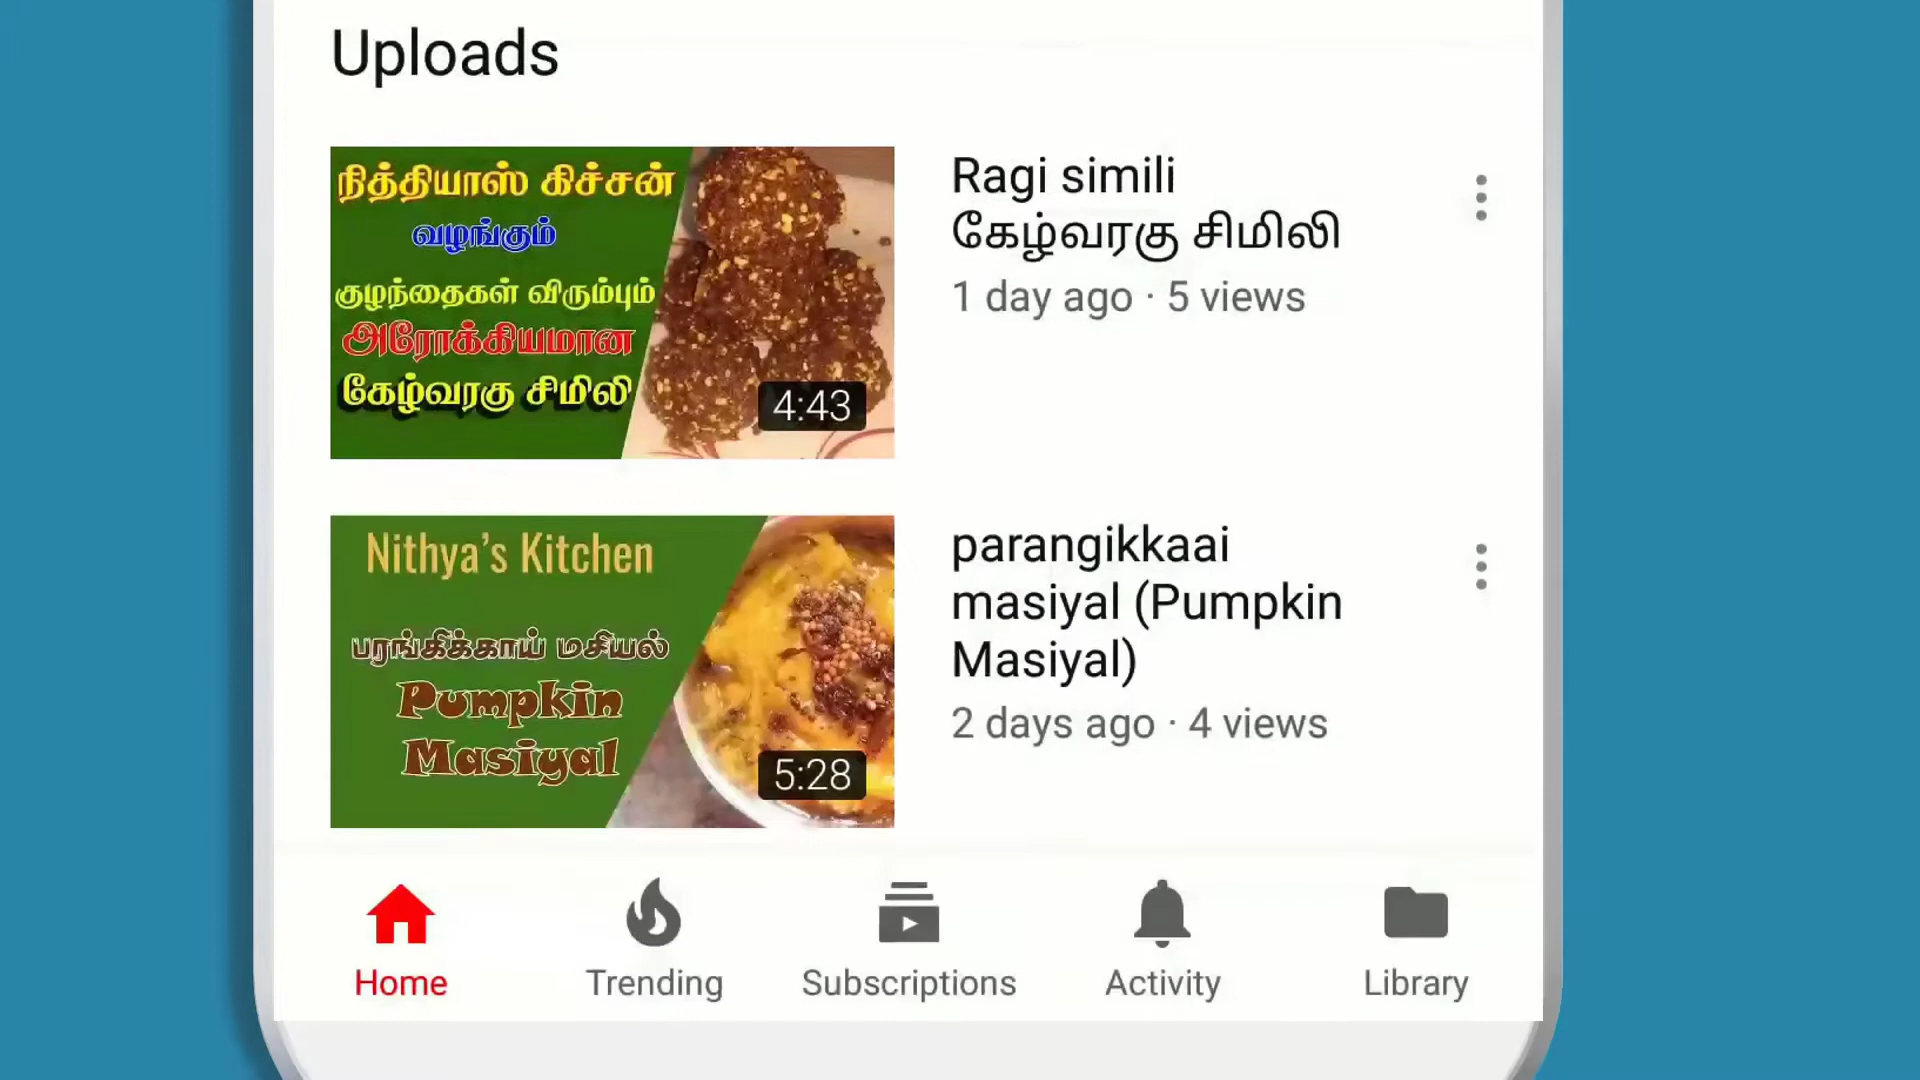 Uploads
நித்தியாஸ் கிச்சன்
வழங்கும்
குழந்தைகள் விரும்பும்
அரோக்கியமான
கேழ்வரகு சிமிலி
4:43
Ragi simili
கேழ்வரகு சிமிலி
1 day ago · 5 views
Nithya's Kitchen
பரங்கிக்காய் மசியல்
Pumpkin
Masiyal
5:28
parangikkaai
masiyal (Pumpkin
Masiyal)
2 days ago · 4 views
Home
Trending
Subscriptions
Activity
Library